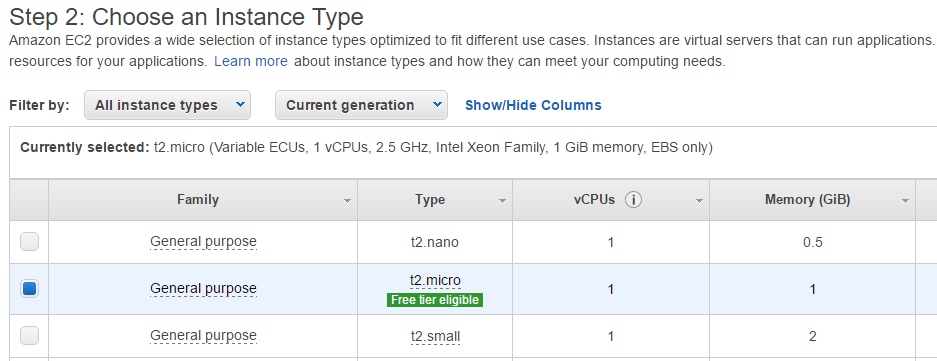 Step 2: Choose an Instance Type
Amazon EC2 provides a wide selection of instance types optimized to fit different use cases. Instances are virtual servers that can run applications.
resources for your applications. Learn more about instance types and how they can meet your computing needs.
Filter by: All instance types Current generation Show/Hide Columns
Currently selected: t2.micro (Variable ECUs, 1 vCPUs, 2.5 GHz, Intel Xeon Family, 1 GiB memory, EBS only)
Family Type vCPUs i Memory (GiB)
General purpose t2.nano 1 0.5
General purpose t2.micro 1 1
Free tier eligible
General purpose t2.small 1 2